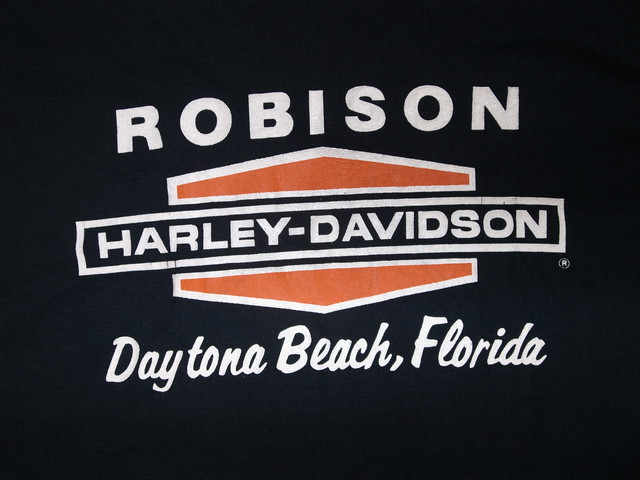 ROBISON
HARLEY-DAVIDSON
®
Daytona Beach, Florida